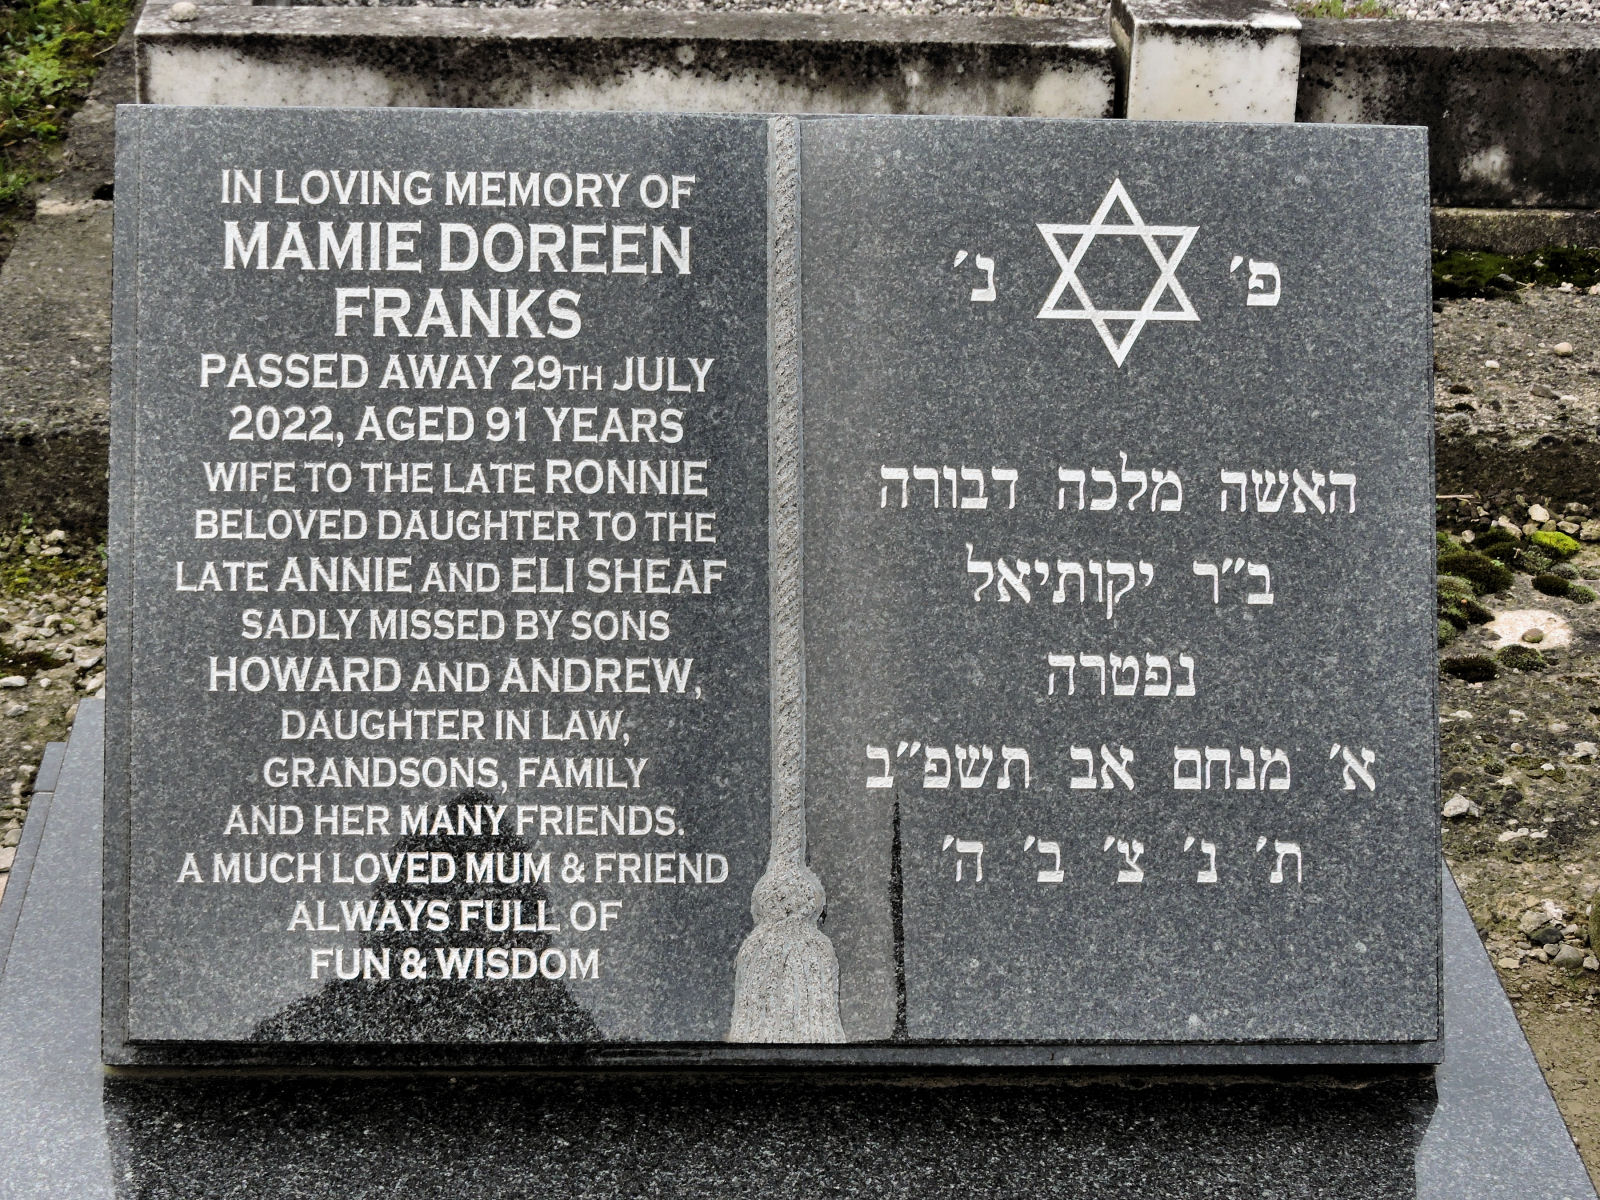 IN LOVING MEMORY OF
MAMIE DOREEN
FRANKS
PASSED AWAY 29TH JULY
2022, AGED 91 YEARS
WIFE TO THE LATE RONNIE
BELOVED DAUGHTER TO THE
LATE ANNIE AND ELI SHEAF
SADLY MISSED BY SONS
HOWARD AND ANDREW,
DAUGHTER IN LAW,
GRANDSONS, FAMILY
AND HER MANY FRIENDS.
A MUCH LOVED MUM & FRIEND
ALWAYS FULL OF
FUN & WISDOM
פ׳ נ׳
האשה מלכה דבורה
ב״ר יקותיאל
נפטרה
א׳ מנחם אב תשפ״ב
ת׳ נ׳ צ׳ ב׳ ה׳